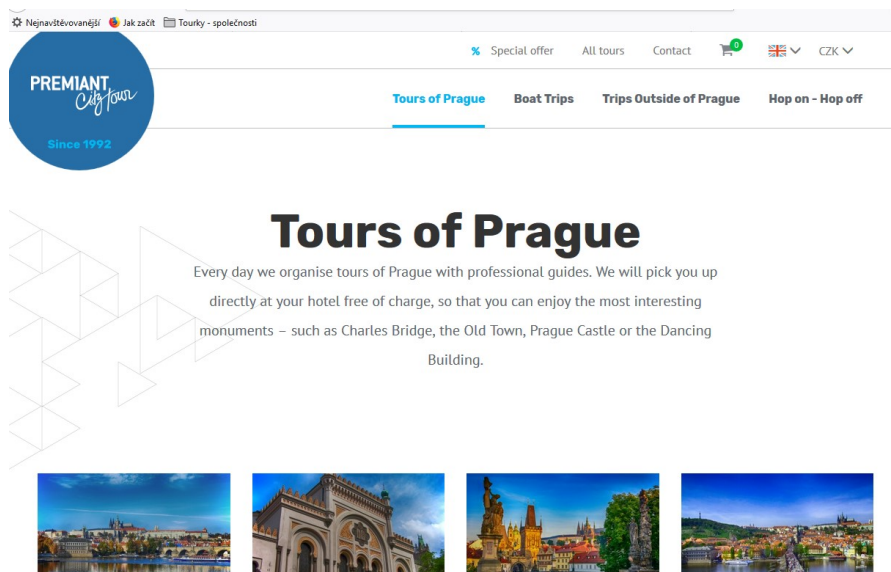 Nejnavštěvovanější Jak začít Tourky - společnosti
% Special offer All tours Contact 0 CZK
PREMIANT
City tour
Since 1992
Tours of Prague Boat Trips Trips Outside of Prague Hop on - Hop off
Tours of Prague
Every day we organise tours of Prague with professional guides. We will pick you up
directly at your hotel free of charge, so that you can enjoy the most interesting
monuments – such as Charles Bridge, the Old Town, Prague Castle or the Dancing
Building.